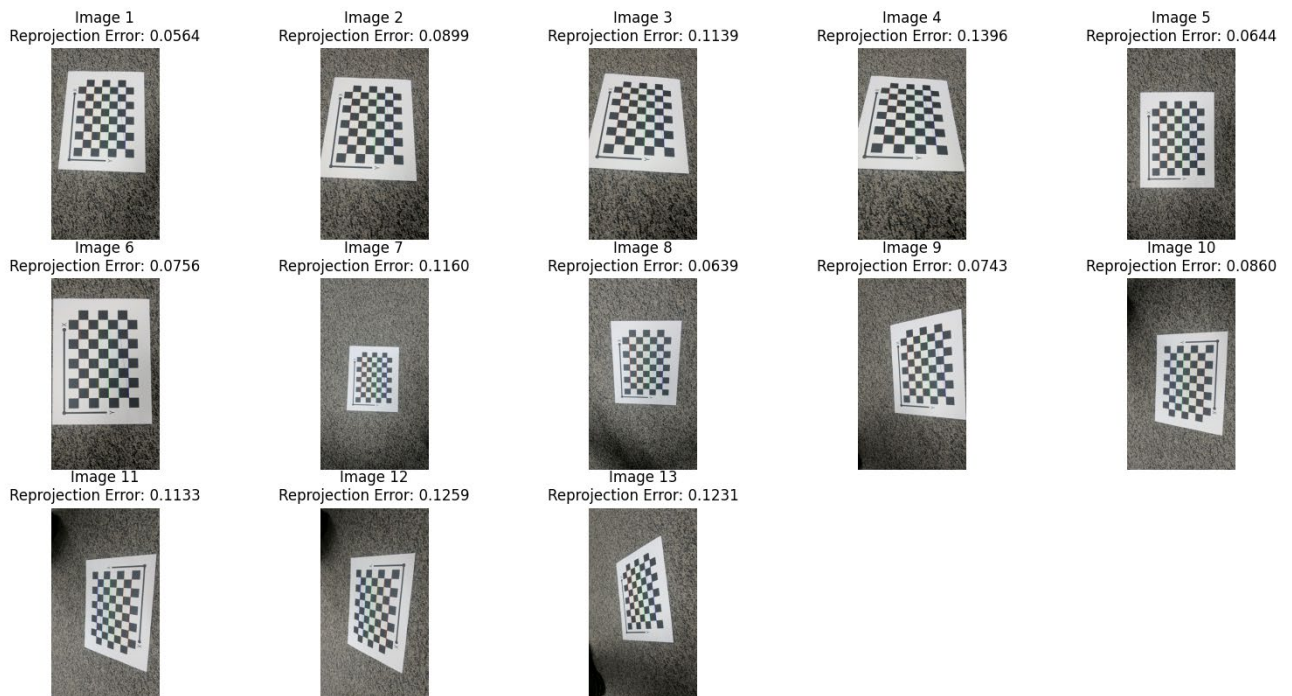 Image 1
Reprojection Error: 0.0564
Image 2
Reprojection Error: 0.0899
Image 3
Reprojection Error: 0.1139
Image 4
Reprojection Error: 0.1396
Image 5
Reprojection Error: 0.0644
Image 6
Reprojection Error: 0.0756
Image 7
Reprojection Error: 0.1160
Image 8
Reprojection Error: 0.0639
Image 9
Reprojection Error: 0.0743
Image 10
Reprojection Error: 0.0860
Image 11
Reprojection Error: 0.1133
Image 12
Reprojection Error: 0.1259
Image 13
Reprojection Error: 0.1231